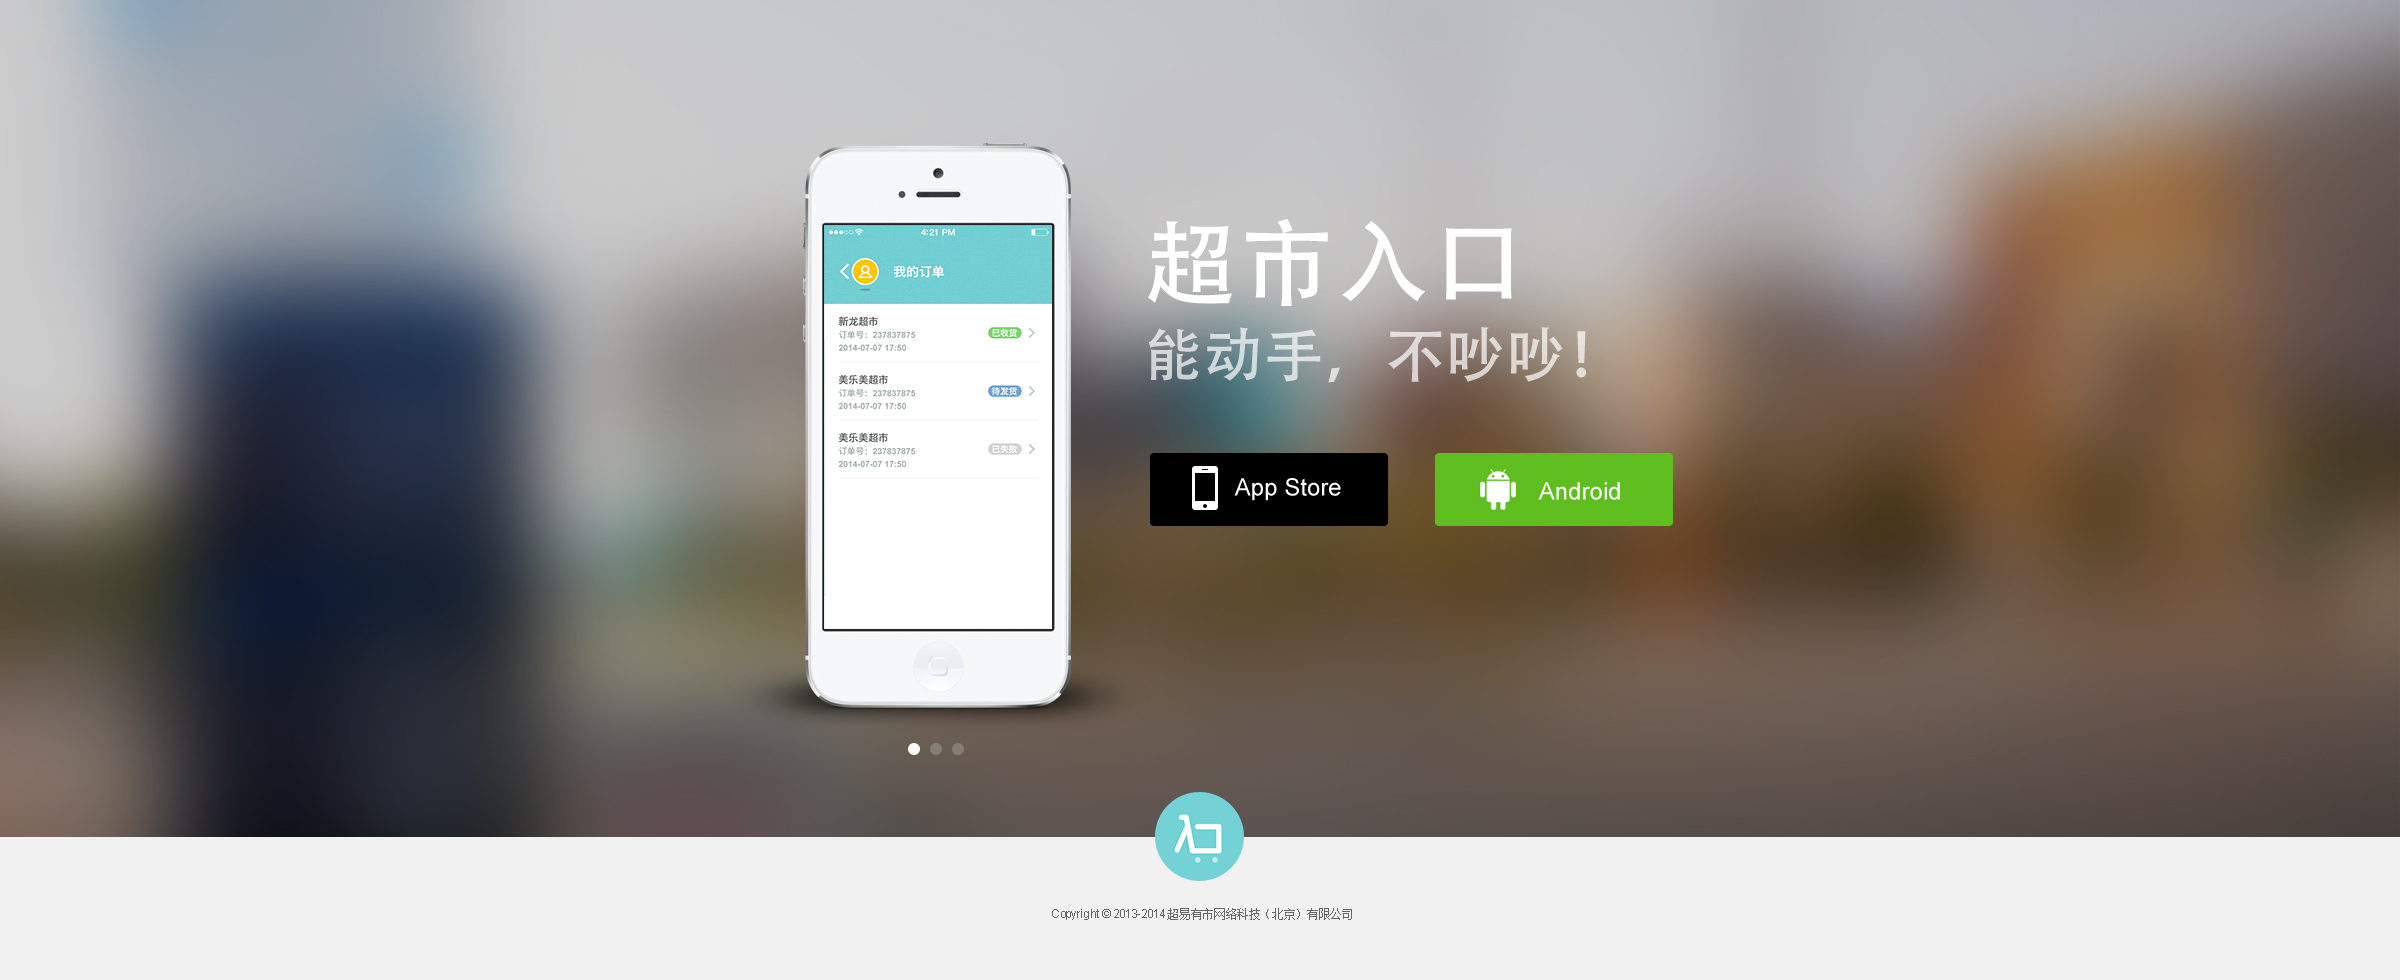 4:21 PM
我的订单
新龙超市
订单号：237837875
2014-07-07 17:50
已收货
美乐美超市
订单号：237837875
2014-07-07 17:50
待发货
美乐美超市
订单号：237837875
2014-07-07 17:50
已失败
超市入口
能动手，不吵吵！
App Store
Android
入口
Copyright © 2013-2014 超易有市网络科技（北京）有限公司